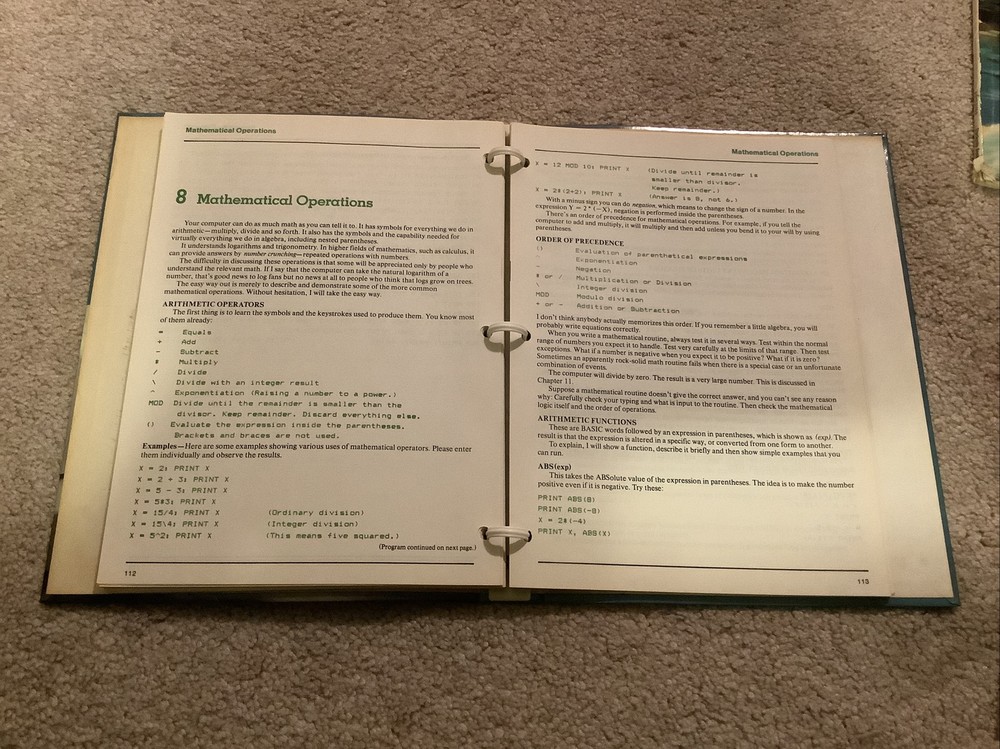 Mathematical Operations
8 Mathematical Operations
Your computer can do as much math as you can tell it to. It has symbols for everything we do in
arithmetic—multiply, divide and so forth. It also has the symbols and the capability needed for
virtually everything we do in algebra, including nested parentheses.
It understands logarithms and trigonometry. In higher fields of mathematics, such as calculus, it
can provide answers by number crunching—repeated operations with numbers.
The difficulty in discussing these operations is that some will be appreciated only by people who
understand the relevant math. If I say that the computer can take the natural logarithm of a
number, that's good news to log fans but no news at all to people who think that logs grow on trees.
The easy way out is merely to describe and demonstrate some of the more common
mathematical operations. Without hesitation, I will take the easy way.
ARITHMETIC OPERATORS
The first thing is to learn the symbols and the keystrokes used to produce them. You know most
of them already:
= Equals
+ Add
- Subtract
* Multiply
/ Divide
\ Divide with an integer result
^ Exponentiation (Raising a number to a power.)
MOD Divide until the remainder is smaller than the
divisor. Keep remainder. Discard everything else.
() Evaluate the expression inside the parentheses.
Brackets and braces are not used.
Examples—Here are some examples showing various uses of mathematical operators. Please enter
them individually and observe the results.
X = 2: PRINT X
X = 2 + 3: PRINT X
X = 5 - 3: PRINT X
X = 5*3: PRINT X
X = 15/4: PRINT X (Ordinary division)
X = 15\4: PRINT X (Integer division)
X = 5^2: PRINT X (This means five squared.)
(Program continued on next page.)
112
Mathematical Operations
X = 12 MOD 10: PRINT X (Divide until remainder is
smaller than divisor.
Keep remainder.)
X = 2*(2+2): PRINT X (Answer is 8, not 6.)
With a minus sign you can do negation, which means to change the sign of a number. In the
expression Y = 2*(-X), negation is performed inside the parentheses.
There's an order of precedence for mathematical operations. For example, if you tell the
computer to add and multiply, it will multiply and then add unless you bend it to your will by using
parentheses.
ORDER OF PRECEDENCE
() Evaluation of parenthetical expressions
^ Exponentiation
- Negation
* or / Multiplication or Division
\ Integer division
MOD Modulo division
+ or - Addition or Subtraction
I don't think anybody actually memorizes this order. If you remember a little algebra, you will
probably write equations correctly.
When you write a mathematical routine, always test it in several ways. Test within the normal
range of numbers you expect it to handle. Test very carefully at the limits of that range. Then test
exceptions. What if a number is negative when you expect it to be positive? What if it is zero?
Sometimes an apparently rock-solid math routine fails when there is a special case or an unfortunate
combination of events.
The computer will divide by zero. The result is a very large number. This is discussed in
Chapter 11.
Suppose a mathematical routine doesn't give the correct answer, and you can't see any reason
why. Carefully check your typing and what is input to the routine. Then check the mathematical
logic itself and the order of operations.
ARITHMETIC FUNCTIONS
These are BASIC words followed by an expression in parentheses, which is shown as (exp). The
result is that the expression is altered in a specific way, or converted from one form to another.
To explain, I will show a function, describe it briefly and then show simple examples that you
can run.
ABS(exp)
This takes the ABSolute value of the expression in parentheses. The idea is to make the number
positive even if it is negative. Try these:
PRINT ABS(8)
PRINT ABS(-8)
X = 2*(-4)
PRINT X, ABS(X)
113